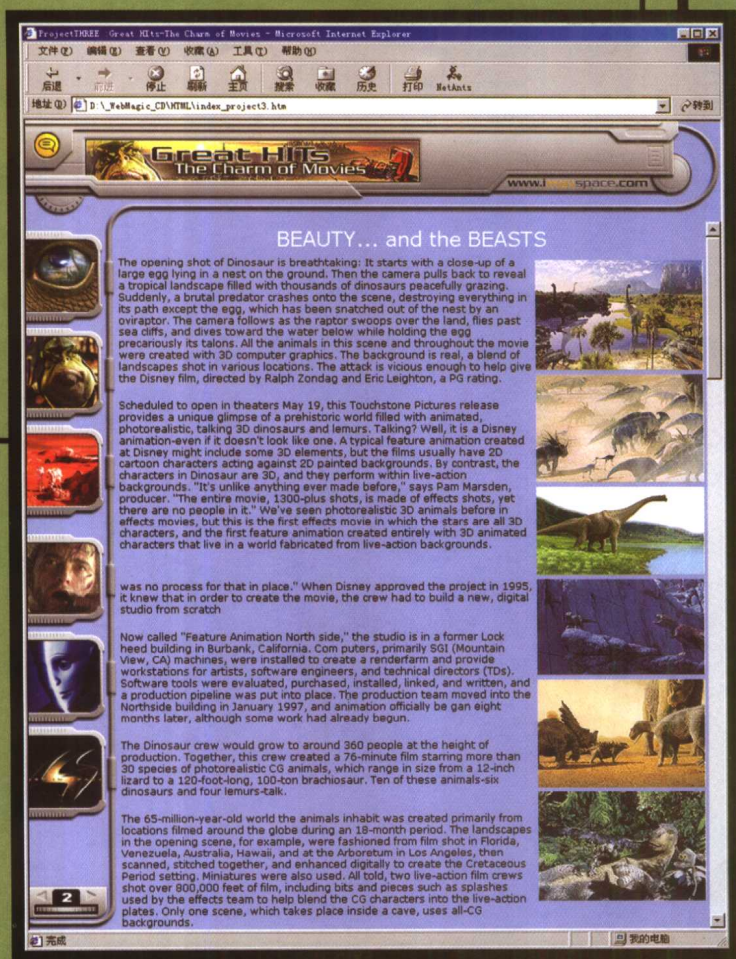 ProjectTHREE Great HIts-The Charm of Movies - Microsoft Internet Explorer
文件(F) 编辑(E) 查看(V) 收藏(A) 工具(T) 帮助(H)
后退 前进 停止 刷新 主页 搜索 收藏 历史 打印 NetAnts
地址(D) D:\_WebMagic_CD\HTML\index_project3.htm 转到
Great HITs
The Charm of Movies
BEAUTY... and the BEASTS
The opening shot of Dinosaur is breathtaking: It starts with a close-up of a
large egg lying in a nest on the ground. Then the camera pulls back to reveal
a tropical landscape filled with thousands of dinosaurs peacefully grazing.
Suddenly, a brutal predator crashes onto the scene, destroying everything in
its path except the egg, which has been snatched out of the nest by an
oviraptor. The camera follows as the raptor swoops over the land, flies past
sea cliffs, and dives toward the water below while holding the egg
precariously its talons. All the animals in this scene and throughout the movie
were created with 3D computer graphics. The background is real, a blend of
landscapes shot in various locations. The attack is vicious enough to help give
the Disney film, directed by Ralph Zondag and Eric Leighton, a PG rating.
Scheduled to open in theaters May 19, this Touchstone Pictures release
provides a unique glimpse of a prehistoric world filled with animated,
photorealistic, talking 3D dinosaurs and lemurs. Talking? Well, it is a Disney
animation-even if it doesn't look like one. A typical feature animation created
at Disney might include some 3D elements, but the films usually have 2D
cartoon characters acting against 2D painted backgrounds. By contrast, the
characters in Dinosaur are 3D, and they perform within live-action
backgrounds. "It's unlike anything ever made before," says Pam Marsden,
producer. "The entire movie, 1300-plus shots, is made of effects shots, yet
there are no people in it." We've seen photorealistic 3D animals before in
effects movies, but this is the first effects movie in which the stars are all 3D
characters, and the first feature animation created entirely with 3D animated
characters that live in a world fabricated from live-action backgrounds.
was no process for that in place." When Disney approved the project in 1995,
it knew that in order to create the movie, the crew had to build a new, digital
studio from scratch
Now called "Feature Animation North side," the studio is in a former Lock
heed building in Burbank, California. Com puters, primarily SGI (Mountain
View, CA) machines, were installed to create a renderfarm and provide
workstations for artists, software engineers, and technical directors (TDs).
Software tools were evaluated, purchased, installed, linked, and written, and
a production pipeline was put into place. The production team moved into the
Northside building in January 1997, and animation officially be gan eight
months later, although some work had already begun.
The Dinosaur crew would grow to around 360 people at the height of
production. Together, this crew created a 76-minute film starring more than
30 species of photorealistic CG animals, which range in size from a 12-inch
lizard to a 120-foot-long, 100-ton brachiosaur. Ten of these animals-six
dinosaurs and four lemurs-talk.
The 65-million-year-old world the animals inhabit was created primarily from
locations filmed around the globe during an 18-month period. The landscapes
in the opening scene, for example, were fashioned from film shot in Florida,
Venezuela, Australia, Hawaii, and at the Arboretum in Los Angeles, then
scanned, stitched together, and enhanced digitally to create the Cretaceous
Period setting. Miniatures were also used. All told, two live-action film crews
shot over 800,000 feet of film, including bits and pieces such as splashes
used by the effects team to help blend the CG characters into the live-action
plates. Only one scene, which takes place inside a cave, uses all-CG
backgrounds.
2
完成 我的电脑